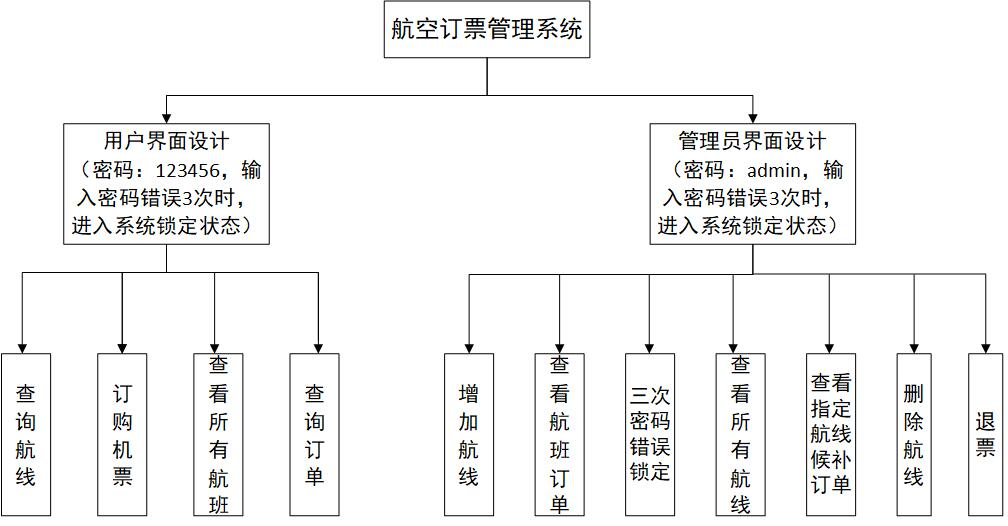 航空订票管理系统
用户界面设计
（密码：123456，输
入密码错误3次时，
进入系统锁定状态）
管理员界面设计
（密码：admin，输
入密码错误3次时，
进入系统锁定状态）
查询航线
订购机票
查看所有航班
查询订单
增加航线
查看航班订单
三次
密码
错误
锁定
查看所有航线
查看
指定
航线
候补
订单
删除航线
退票